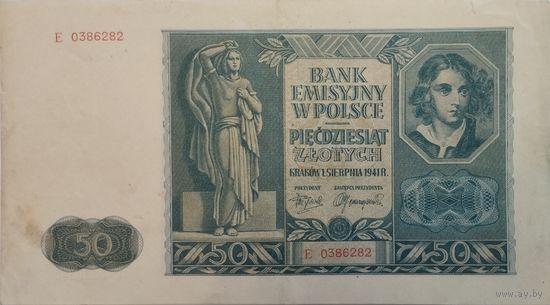 E 0386282
BANK
EMISYJNY
W POLSCE
PIĘĆDZIESIĄT
ZŁOTYCH
KRAKÓW 1. SIERPNIA 1941 R.
PREZYDENT ZASTĘPCA PREZYDENTA
50 50 50
E 0386282
www.ay.by